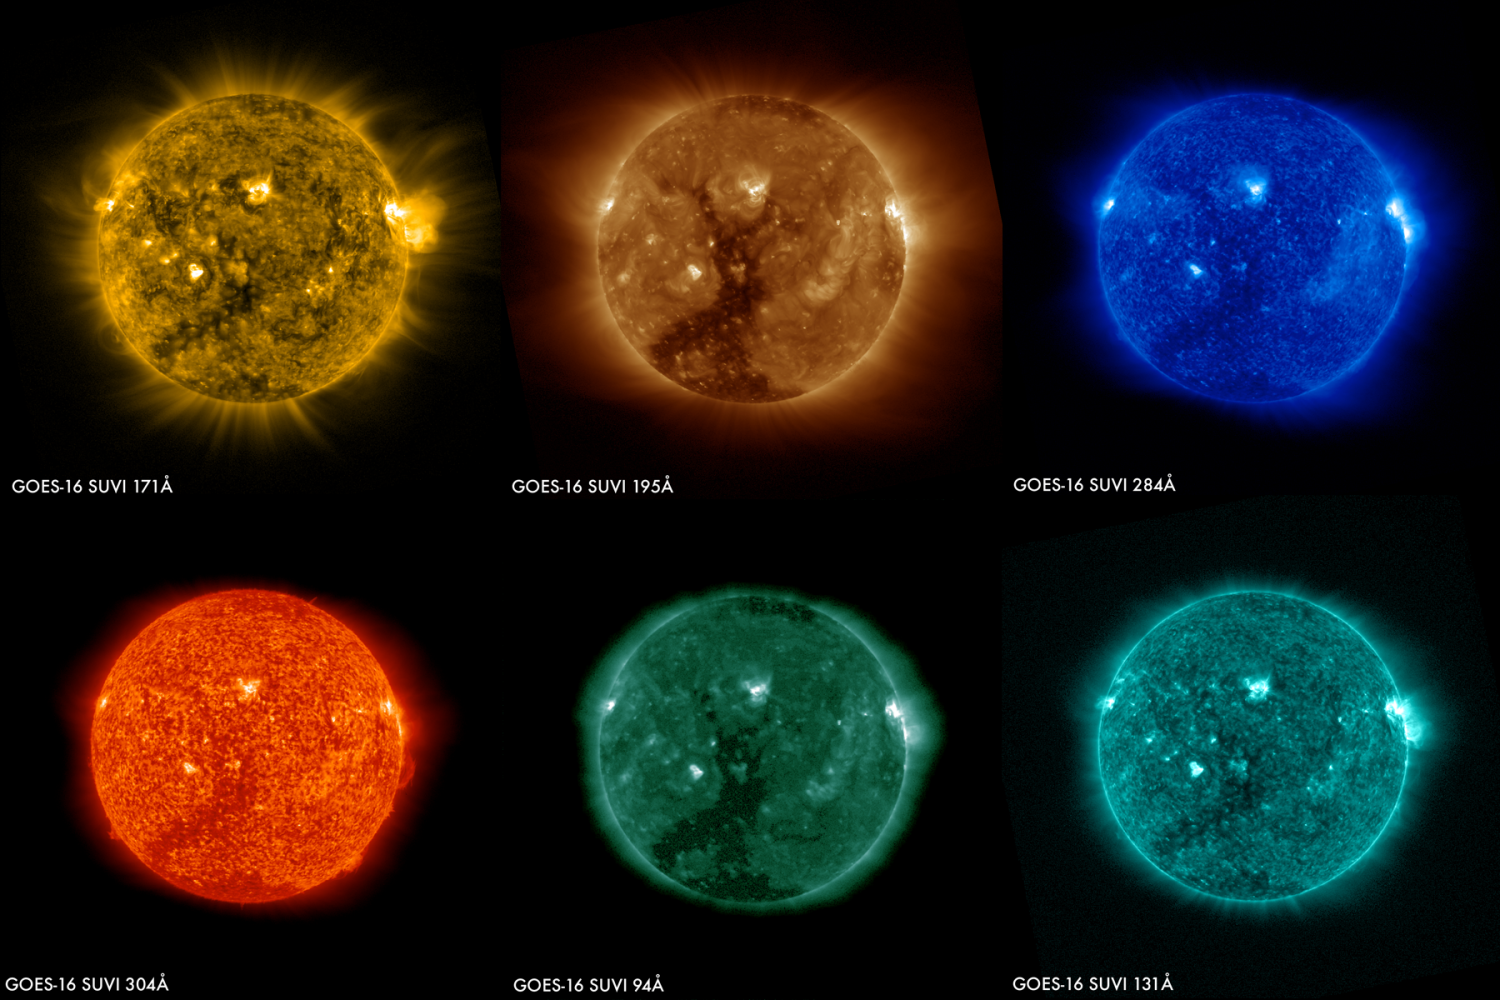 GOES-16 SUVI 171Å
GOES-16 SUVI 195Å
GOES-16 SUVI 284Å
GOES-16 SUVI 304Å
GOES-16 SUVI 94Å
GOES-16 SUVI 131Å